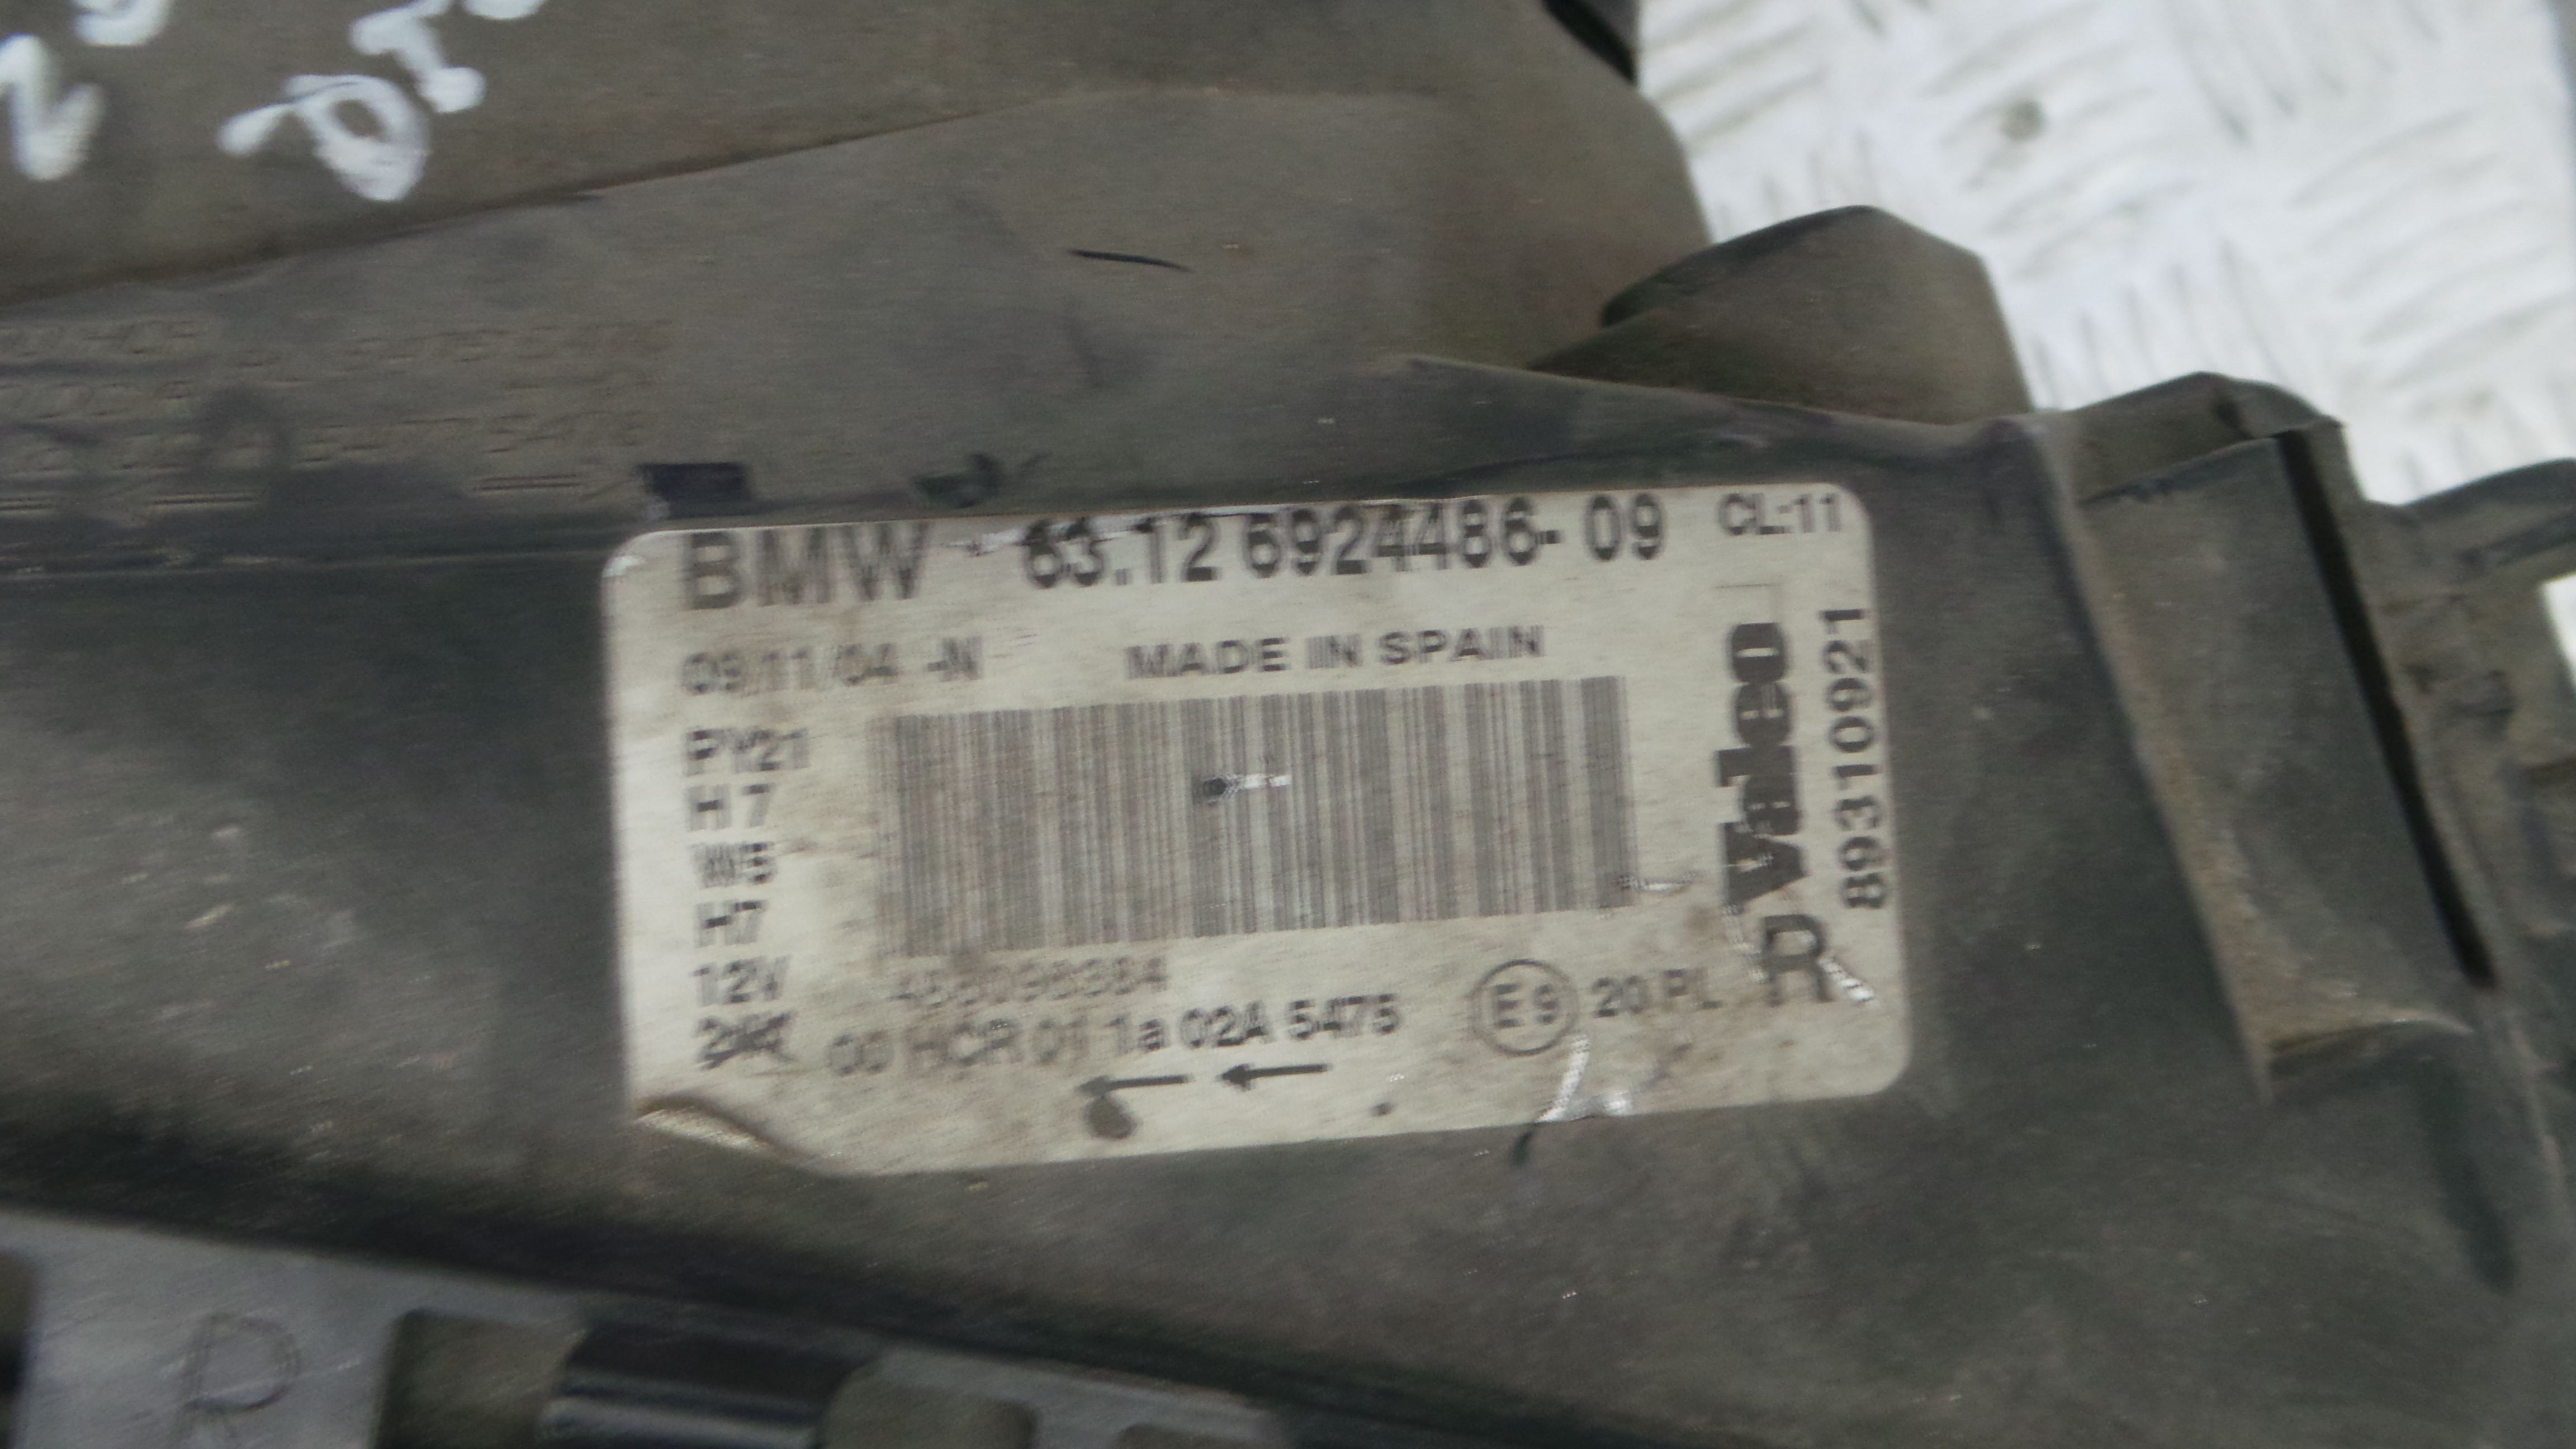 BMW 63.12 6924486- 09 CL:11
09/11/04 -N MADE IN SPAIN
PY21
H7
W5
H7
12V
00 HCR 01 1a 02A 5475
E9 20 PL
R
valeo
89310921
R